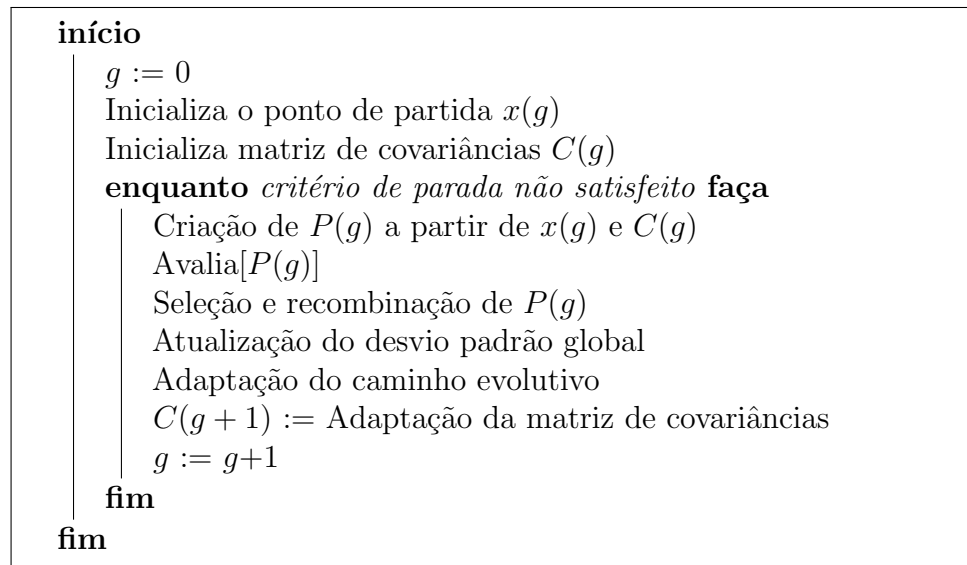 início
g := 0
Inicializa o ponto de partida x(g)
Inicializa matriz de covariâncias C(g)
enquanto critério de parada não satisfeito faça
Criação de P(g) a partir de x(g) e C(g)
Avalia[P(g)]
Seleção e recombinação de P(g)
Atualização do desvio padrão global
Adaptação do caminho evolutivo
C(g + 1) := Adaptação da matriz de covariâncias
g := g+1
fim
fim